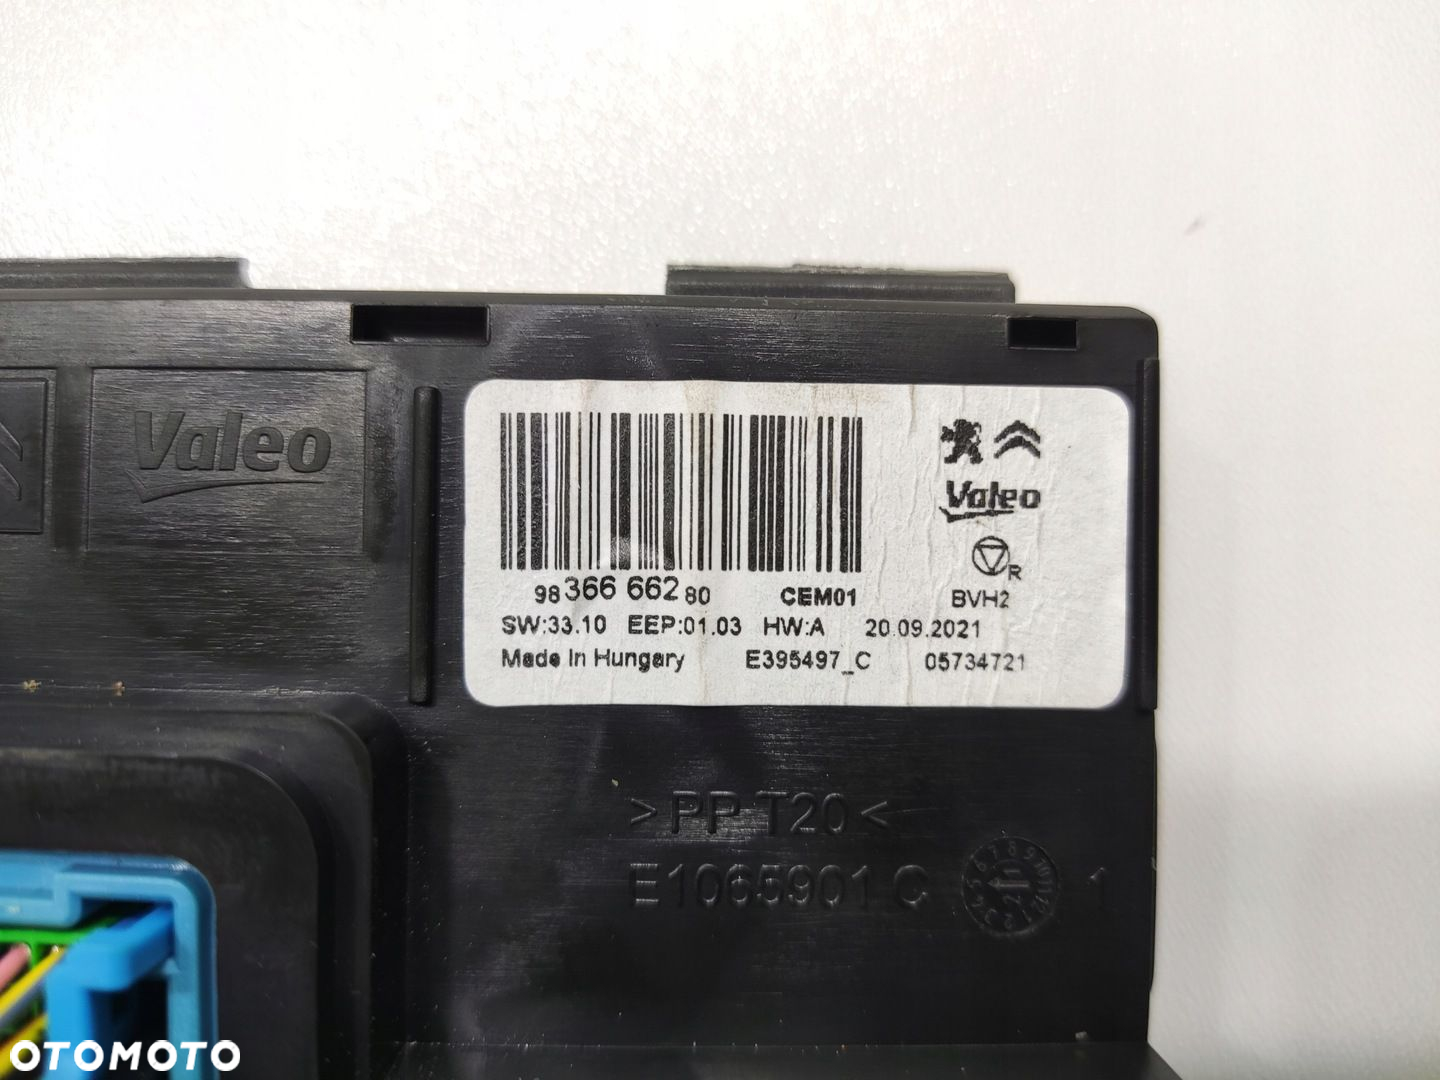 Valeo
Valeo
R
98 366 662 80 CEM01 BVH2
SW:33.10 EEP:01.03 HW:A 20.09.2021
Made In Hungary E395497_C 05734721
> PP T20 <
E1065901 C 1
OTOMOTO